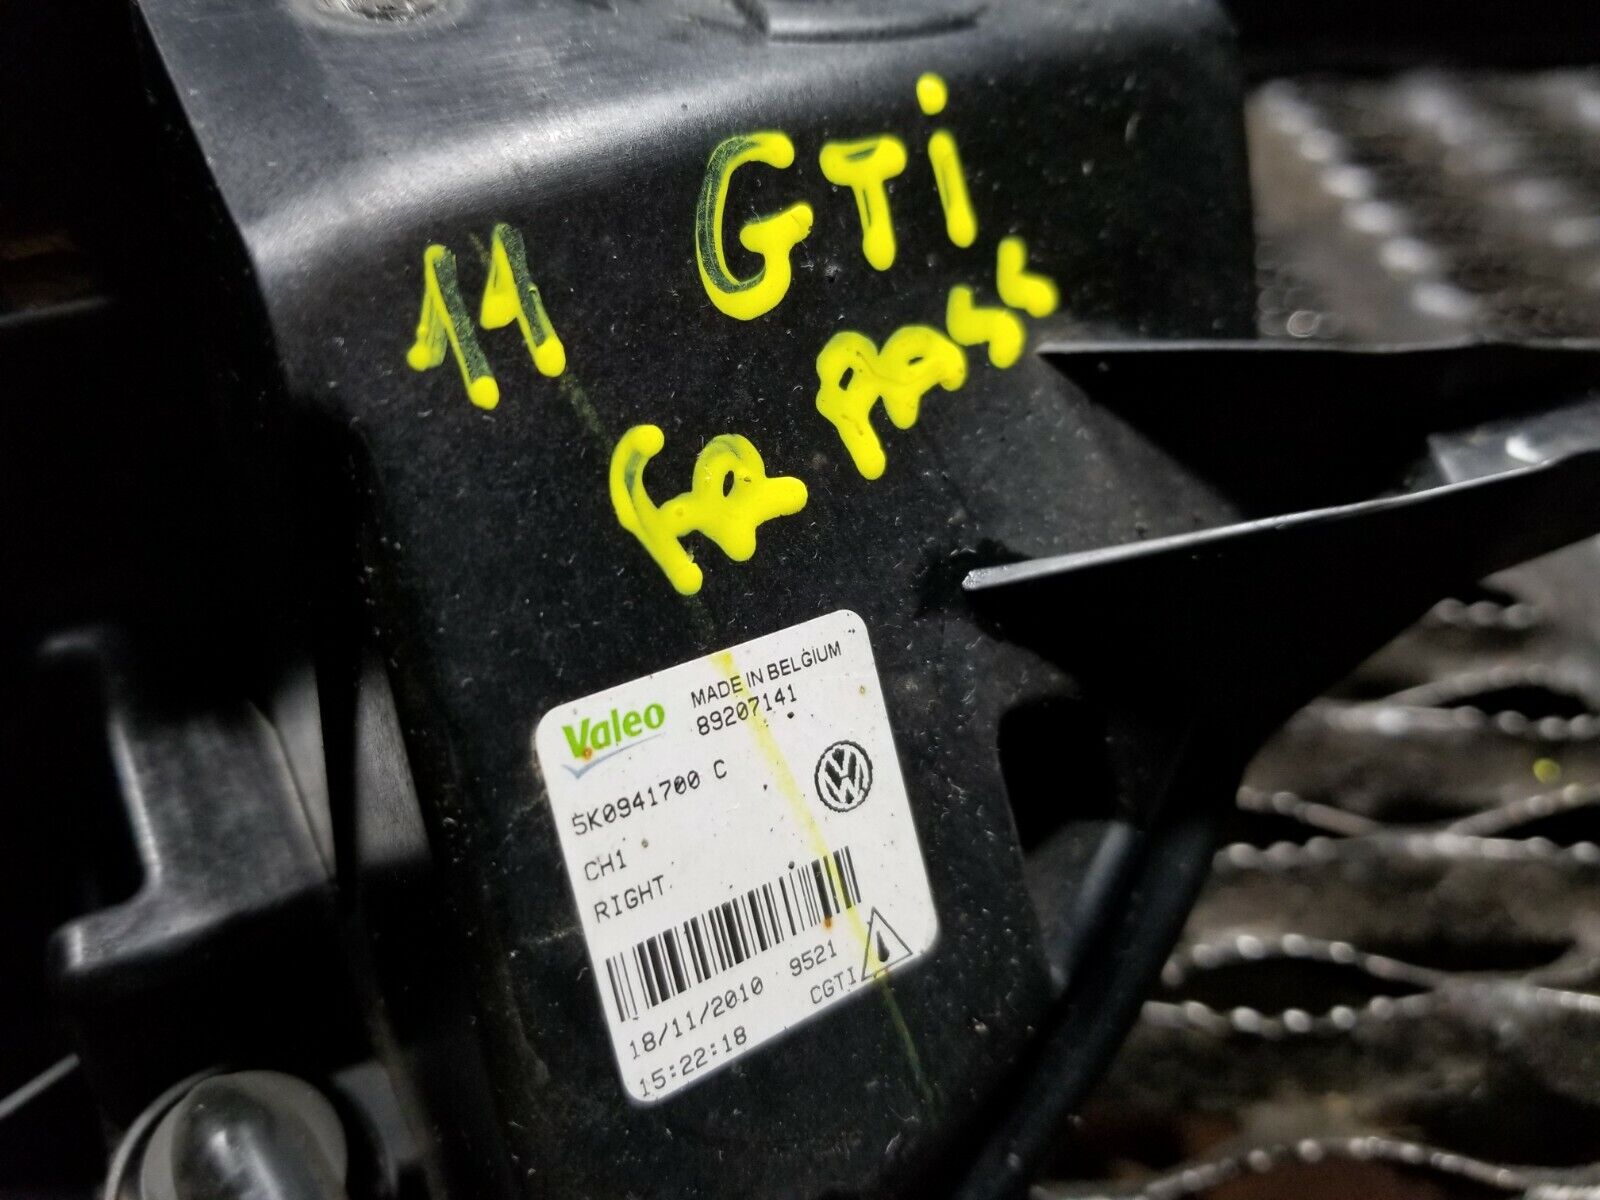 11 GTi
FR PASS
Valeo
MADE IN BELGIUM
89207141
5K0941700 C
CH1
RIGHT
18/11/2010 9521
15:22:18 CGTI